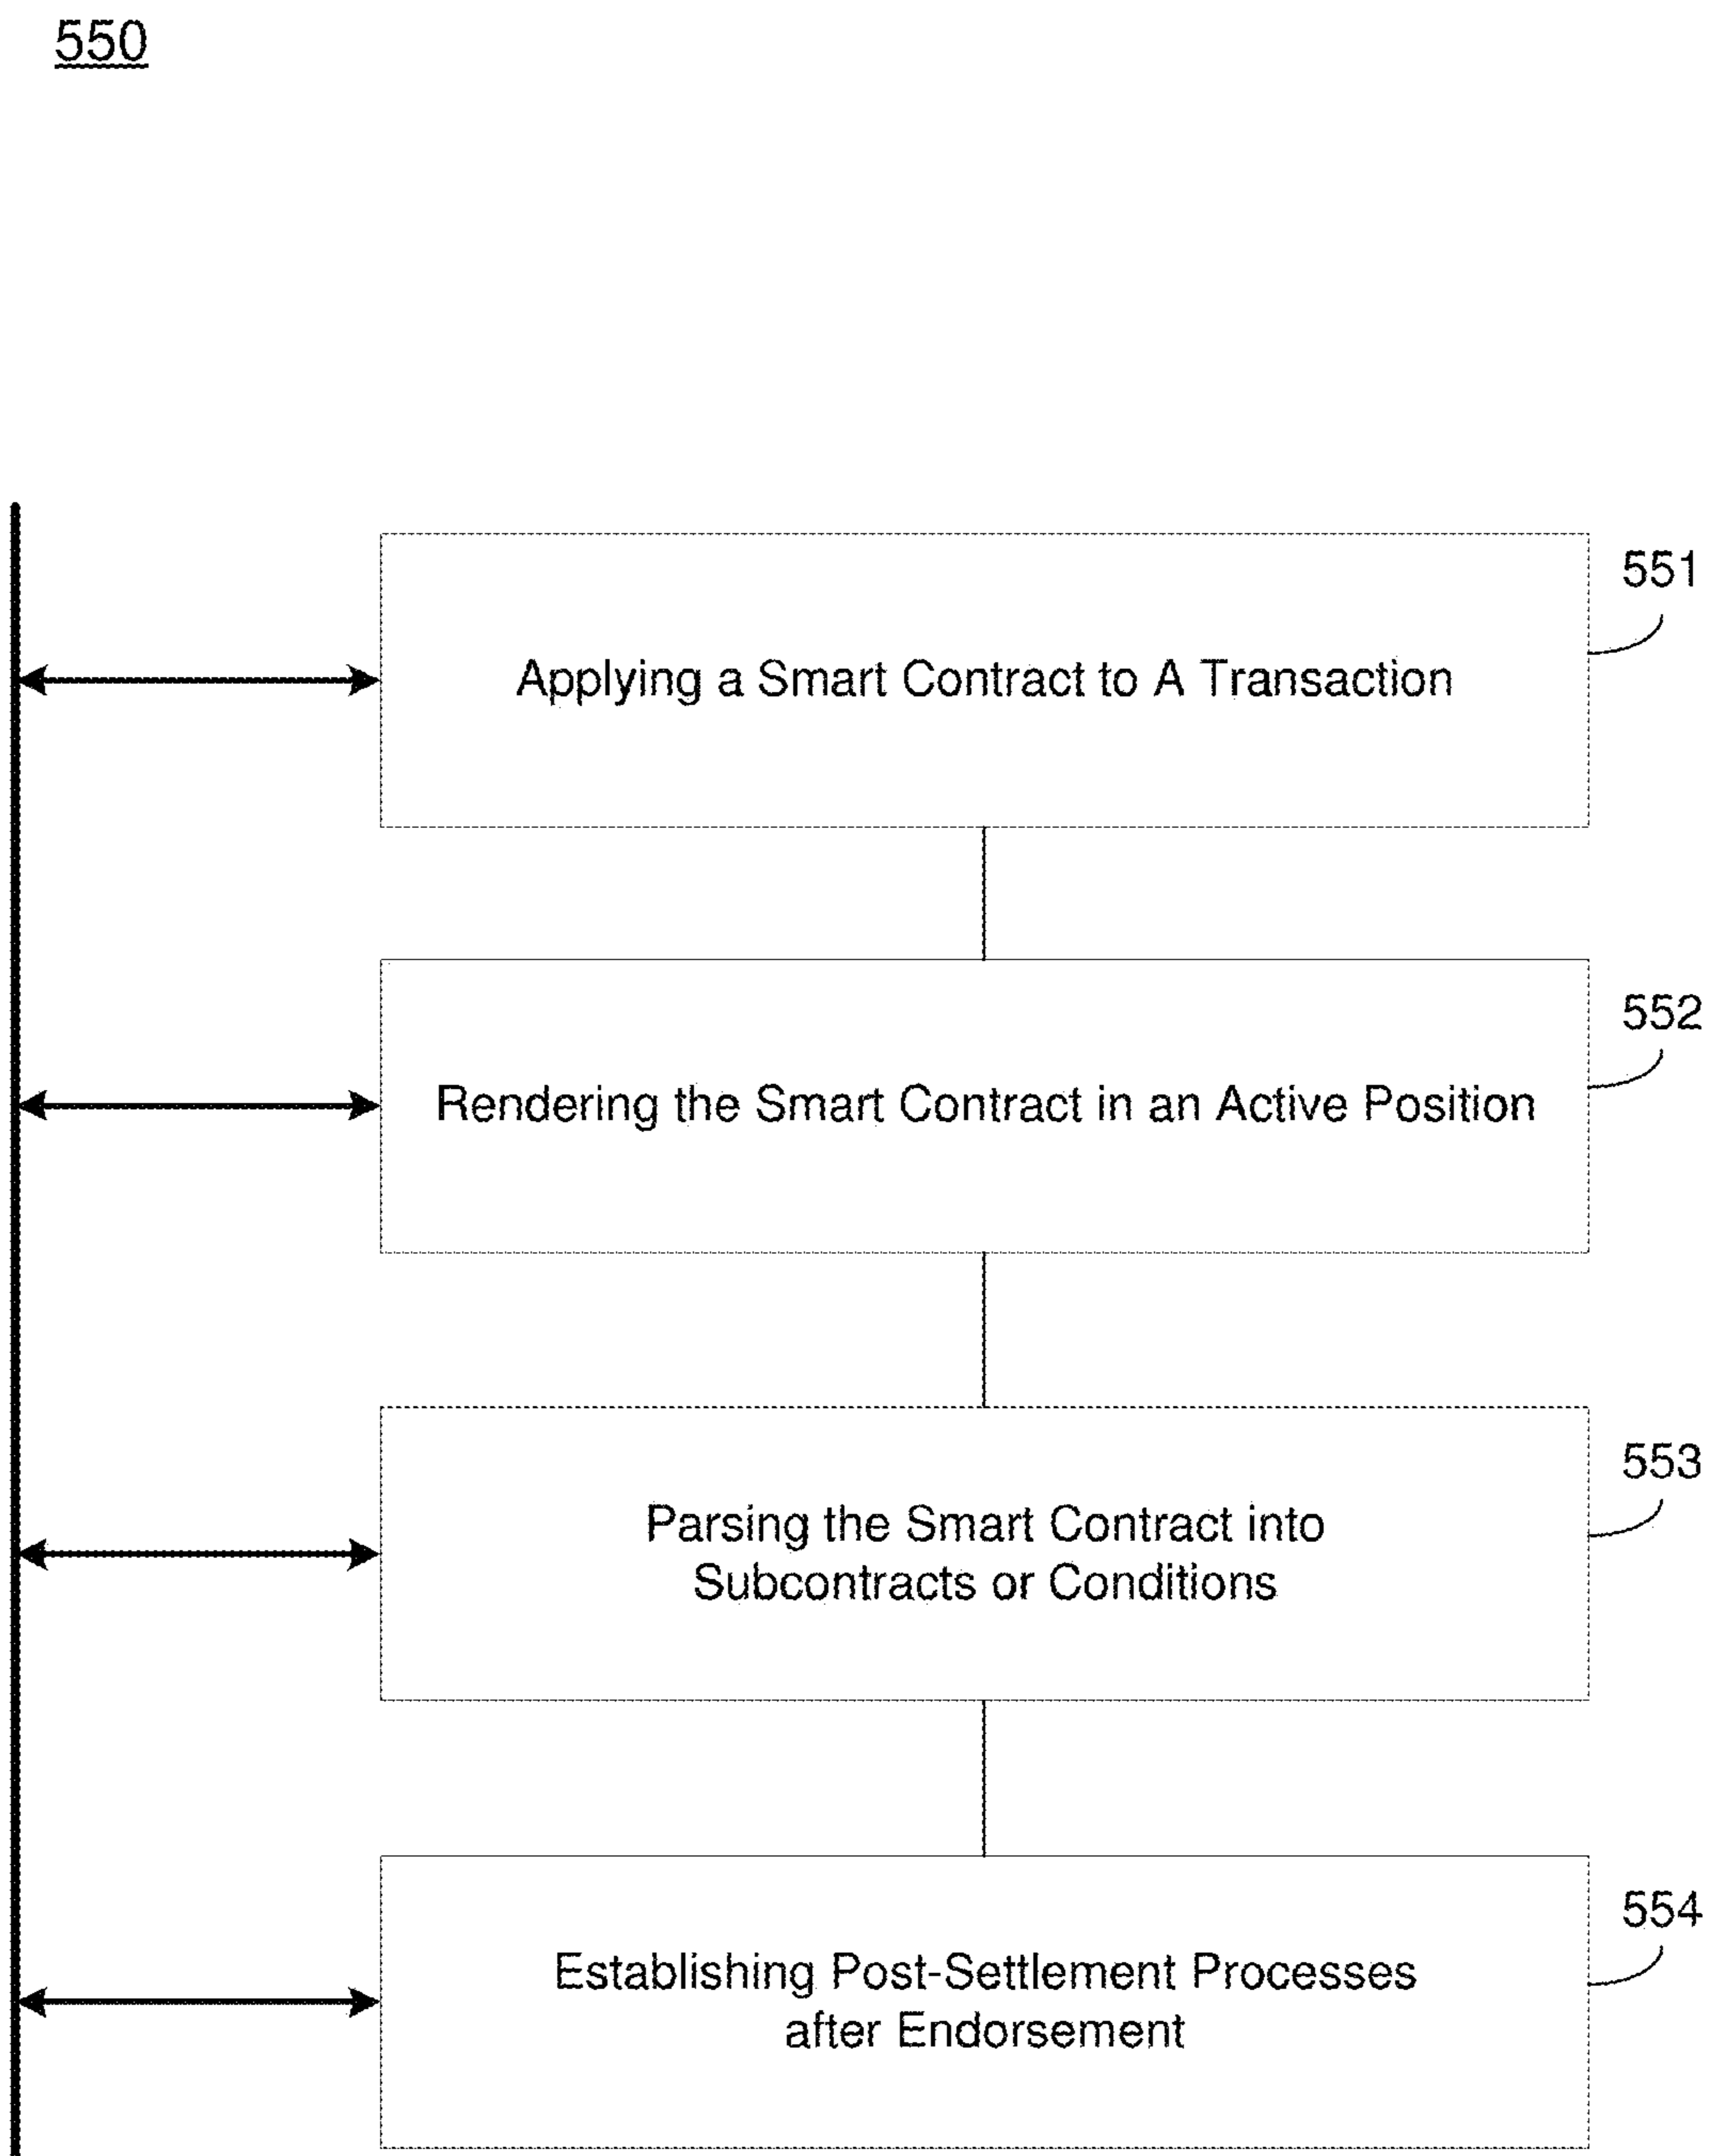 550
551
Applying a Smart Contract to A Transaction
552
Rendering the Smart Contract in an Active Position
553
Parsing the Smart Contract into
Subcontracts or Conditions
554
Establishing Post-Settlement Processes
after Endorsement